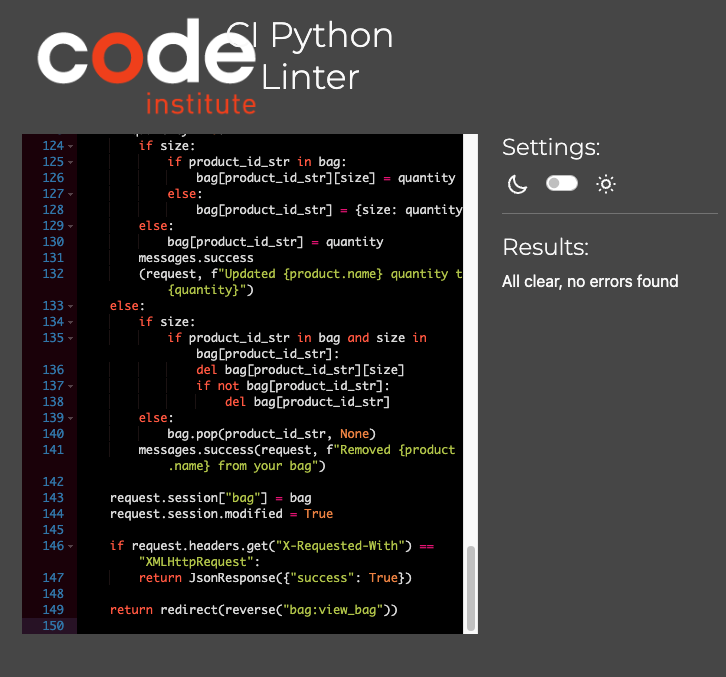 code
institute
CI Python
Linter
124 if size:
125 if product_id_str in bag:
126 bag[product_id_str][size] = quantity
127 else:
128 bag[product_id_str] = {size: quantity
129 else:
130 bag[product_id_str] = quantity
131 messages.success
132 (request, f"Updated {product.name} quantity t
{quantity}")
133 else:
134 if size:
135 if product_id_str in bag and size in
bag[product_id_str]:
136 del bag[product_id_str][size]
137 if not bag[product_id_str]:
138 del bag[product_id_str]
139 else:
140 bag.pop(product_id_str, None)
141 messages.success(request, f"Removed {product
.name} from your bag")
142
143 request.session["bag"] = bag
144 request.session.modified = True
145
146 if request.headers.get("X-Requested-With") ==
"XMLHttpRequest":
147 return JsonResponse({"success": True})
148
149 return redirect(reverse("bag:view_bag"))
150
Settings:
Results:
All clear, no errors found